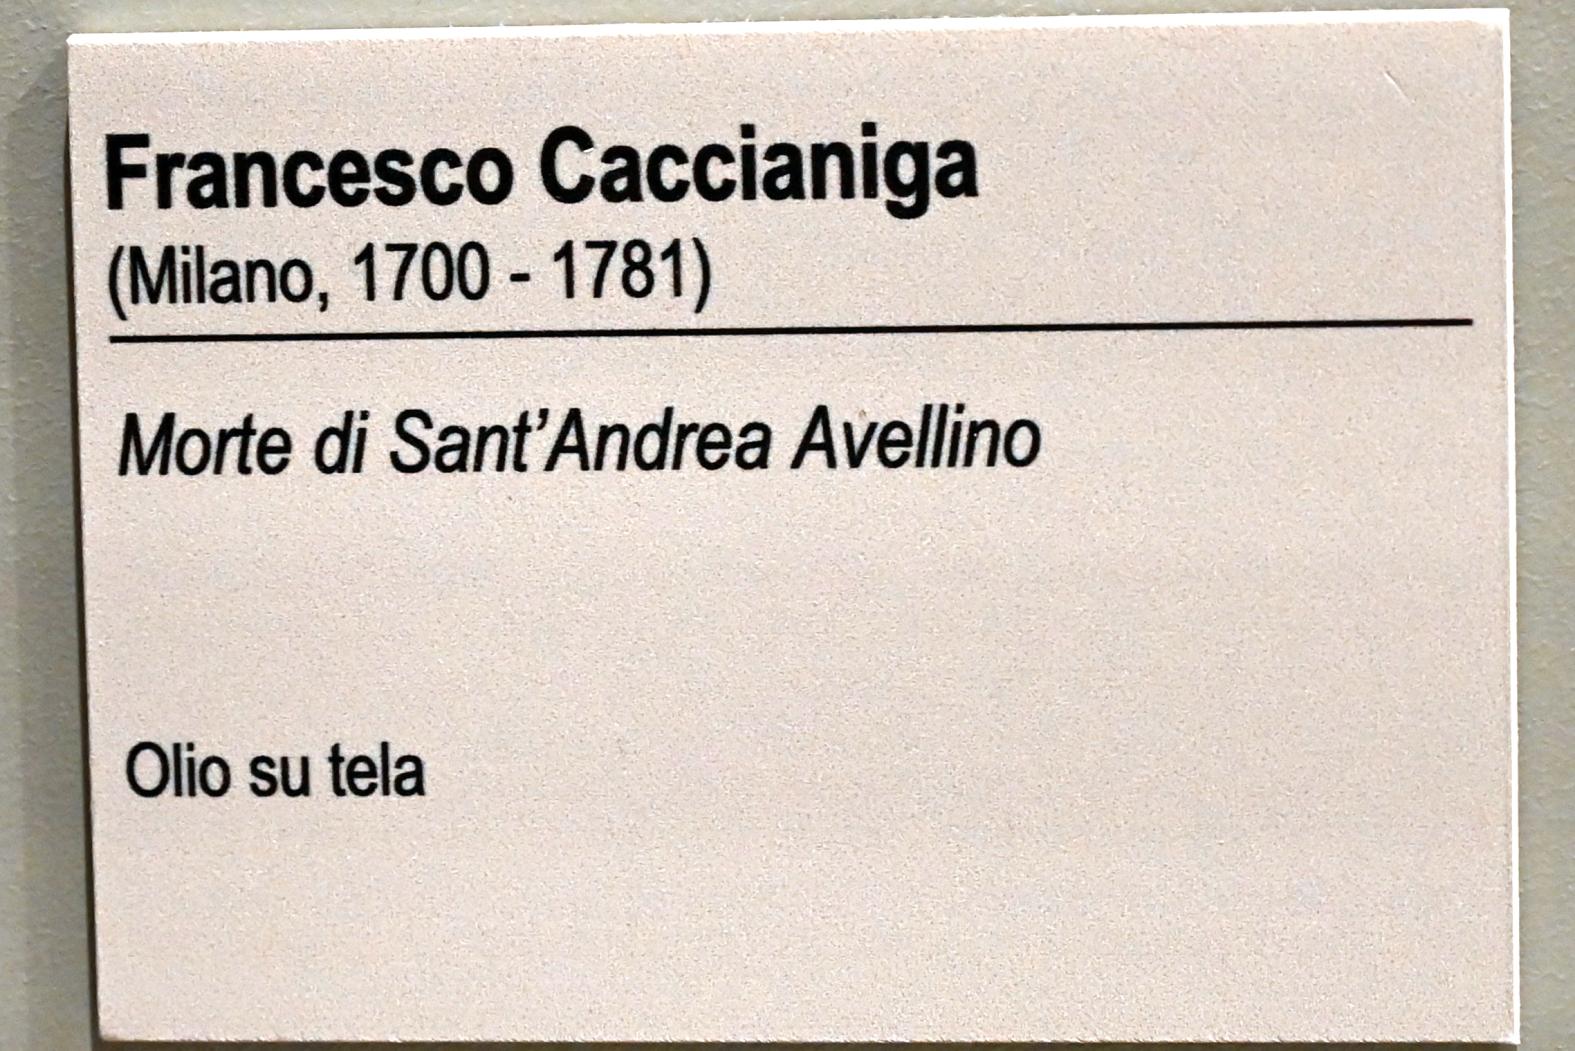 Francesco Caccianiga
(Milano, 1700 - 1781)
Morte di Sant’Andrea Avellino
Olio su tela